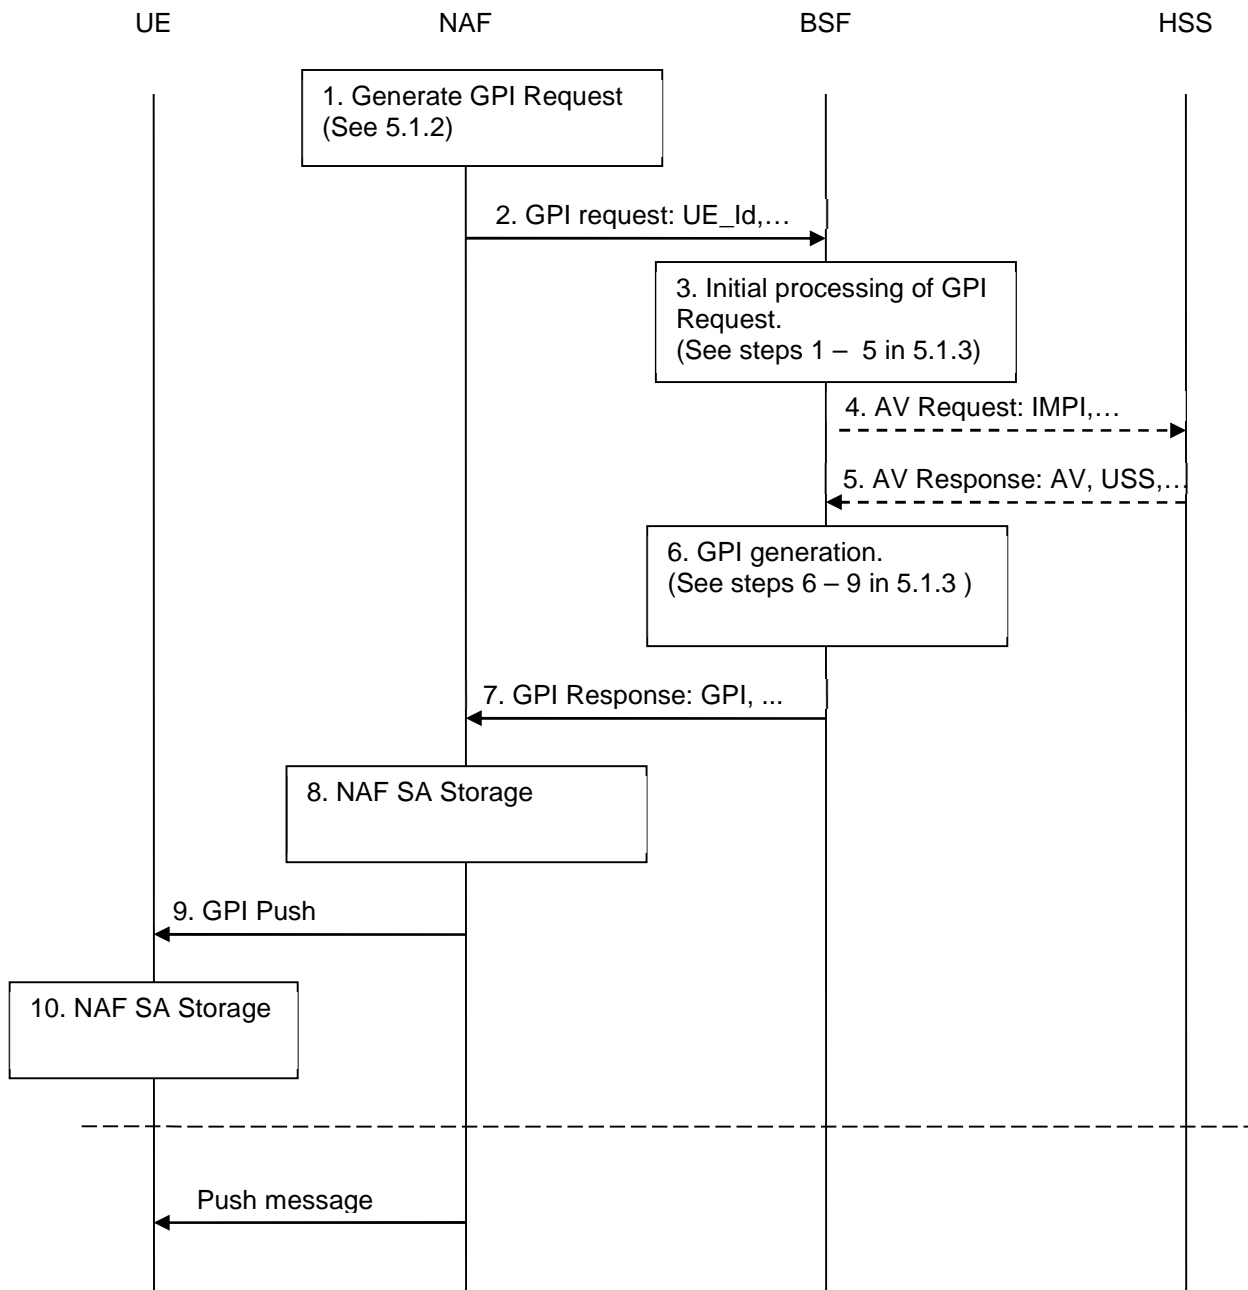 UE NAF BSF HSS
1. Generate GPI Request
(See 5.1.2)
2. GPI request: UE_Id,…
3. Initial processing of GPI
Request.
(See steps 1 – 5 in 5.1.3)
4. AV Request: IMPI,…
5. AV Response: AV, USS,…
6. GPI generation.
(See steps 6 – 9 in 5.1.3 )
7. GPI Response: GPI, ...
8. NAF SA Storage
9. GPI Push
10. NAF SA Storage
Push message